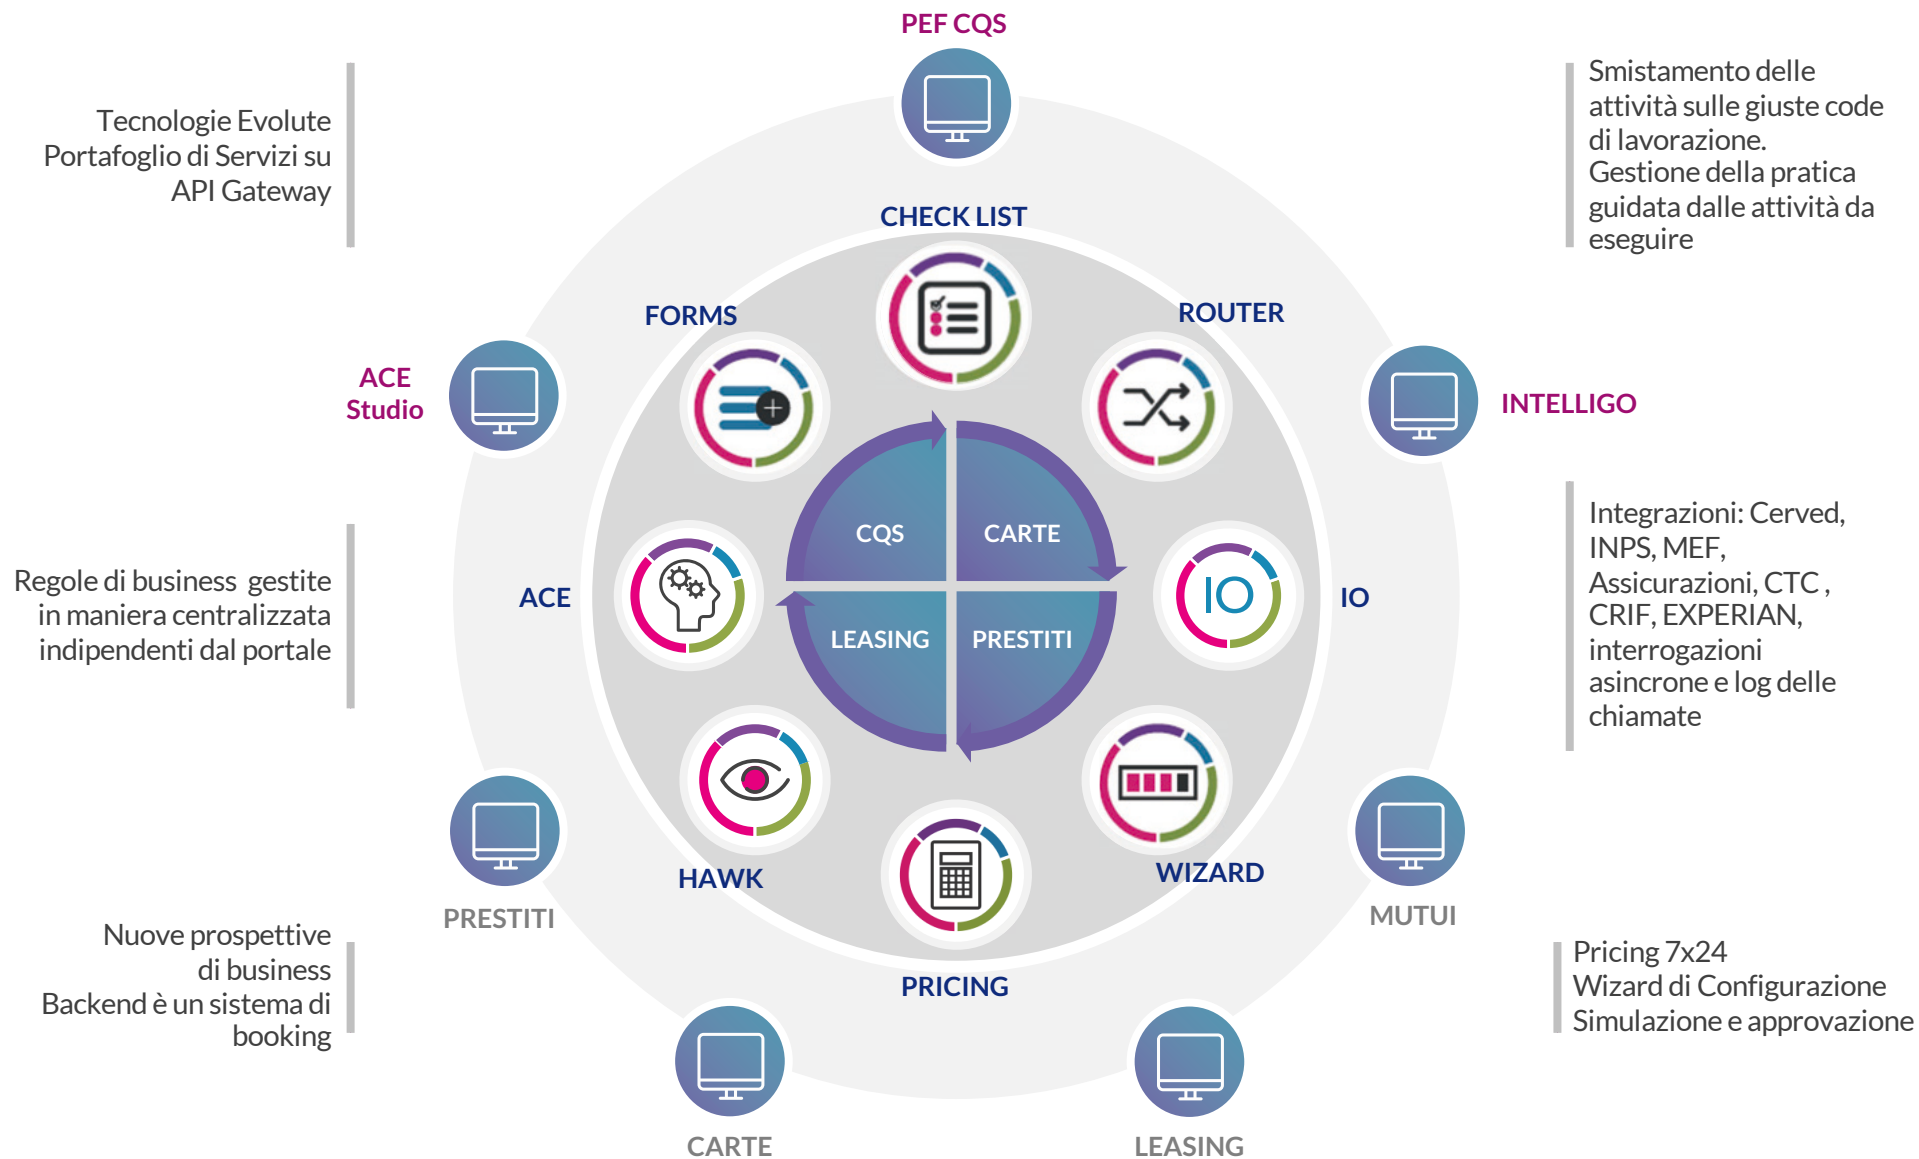 PEF CQS
Tecnologie Evolute
Portafoglio di Servizi su
API Gateway
Smistamento delle
attività sulle giuste code
di lavorazione.
Gestione della pratica
guidata dalle attività da
eseguire
CHECK LIST
FORMS
ROUTER
ACE
Studio
INTELLIGO
CQS
CARTE
LEASING
PRESTITI
Regole di business gestite
in maniera centralizzata
indipendenti dal portale
ACE
IO
IO
Integrazioni: Cerved,
INPS, MEF,
Assicurazioni, CTC ,
CRIF, EXPERIAN,
interrogazioni
asincrone e log delle
chiamate
HAWK
WIZARD
PRESTITI
MUTUI
PRICING
Nuove prospettive
di business
Backend è un sistema di
booking
Pricing 7x24
Wizard di Configurazione
Simulazione e approvazione
CARTE
LEASING